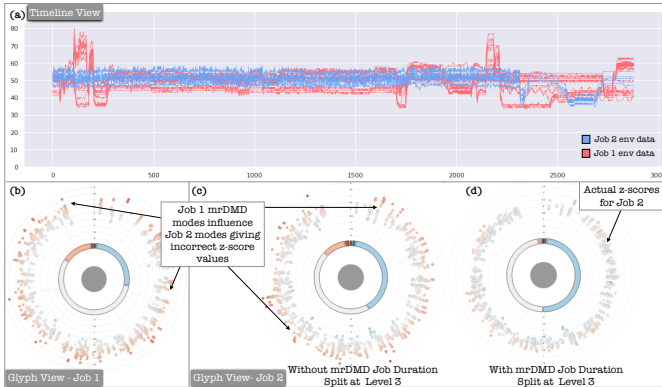 (a) Timeline View
80
70
60
50
40
30
20
10
0
0 500 1000 1500 2000 2500 3000
Job 2 env data
Job 1 env data
(b) (c) (d)
Actual z-scores
for Job 2
Job 1 mrDMD
modes influence
Job 2 modes giving
incorrect z-score
values
Glyph View - Job 1
Glyph View- Job 2
Without mrDMD Job Duration
Split at Level 3
With mrDMD Job Duration
Split at Level 3